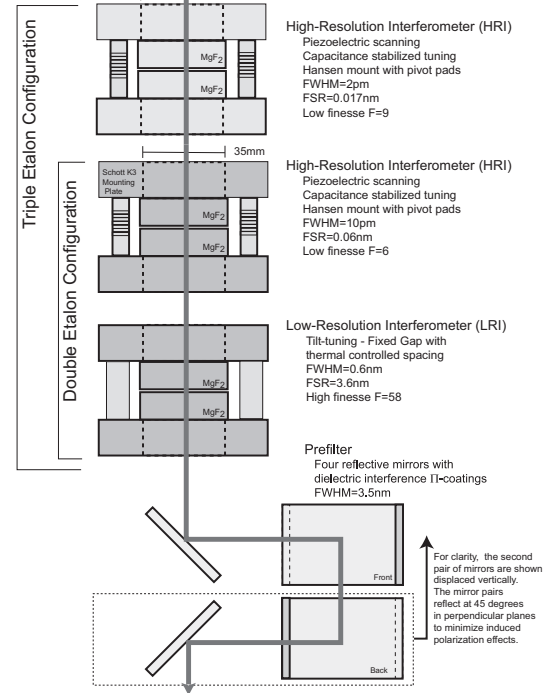 Triple Etalon Configuration
Double Etalon Configuration
MgF2
MgF2
High-Resolution Interferometer (HRI)
Piezoelectric scanning
Capacitance stabilized tuning
Hansen mount with pivot pads
FWHM=2pm
FSR=0.017nm
Low finesse F=9
35mm
Schott K3
Mounting
Plate
MgF2
MgF2
High-Resolution Interferometer (HRI)
Piezoelectric scanning
Capacitance stabilized tuning
Hansen mount with pivot pads
FWHM=10pm
FSR=0.06nm
Low finesse F=6
MgF2
MgF2
Low-Resolution Interferometer (LRI)
Tilt-tuning - Fixed Gap with
thermal controlled spacing
FWHM=0.6nm
FSR=3.6nm
High finesse F=58
Prefilter
Four reflective mirrors with
dielectric interference Π-coatings
FWHM=3.5nm
Front
Back
For clarity, the second
pair of mirrors are shown
displaced vertically.
The mirror pairs
reflect at 45 degrees
in perpendicular planes
to minimize induced
polarization effects.